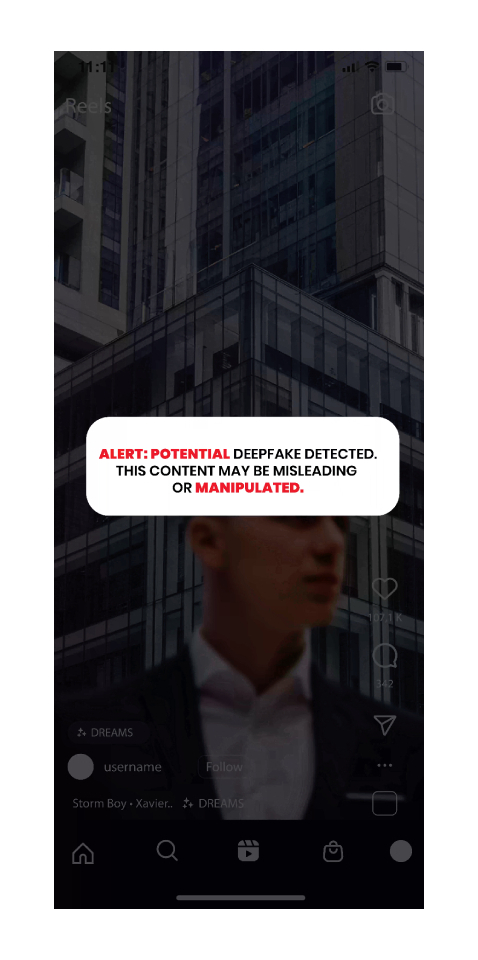 11:11
Reels
ALERT: POTENTIAL DEEPFAKE DETECTED.
THIS CONTENT MAY BE MISLEADING
OR MANIPULATED.
107,1 K
342
DREAMS
username Follow
Storm Boy • Xavier.. DREAMS